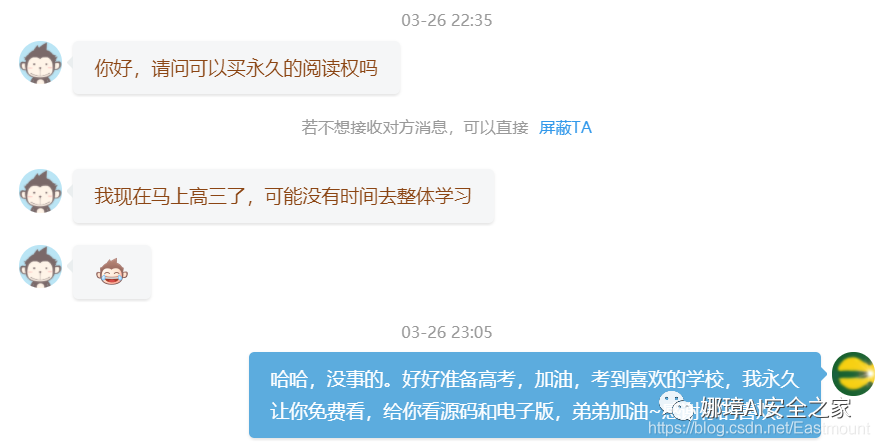 03-26 22:35
你好，请问可以买永久的阅读权吗
若不想接收对方消息，可以直接 屏蔽TA
我现在马上高三了，可能没有时间去整体学习
03-26 23:05
哈哈，没事的。好好准备高考，加油，考到喜欢的学校，我永久
让你免费看，给你看源码和电子版，弟弟加油~
娜璋AI安全之家
https://blog.csdn.net/Eastmount